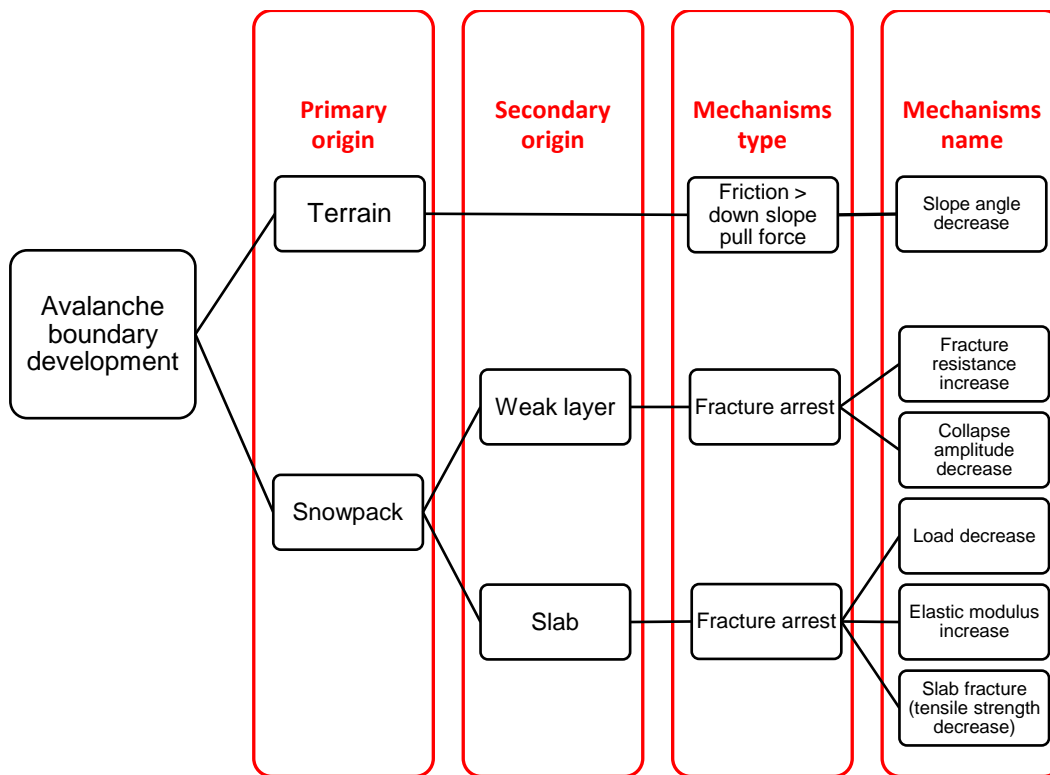 Primary
origin
Secondary
origin
Mechanisms
type
Mechanisms
name
Terrain
Friction >
down slope
pull force
Slope angle
decrease
Avalanche
boundary
development
Fracture
resistance
increase
Weak layer
Fracture arrest
Collapse
amplitude
decrease
Snowpack
Load decrease
Slab
Fracture arrest
Elastic modulus
increase
Slab fracture
(tensile strength
decrease)